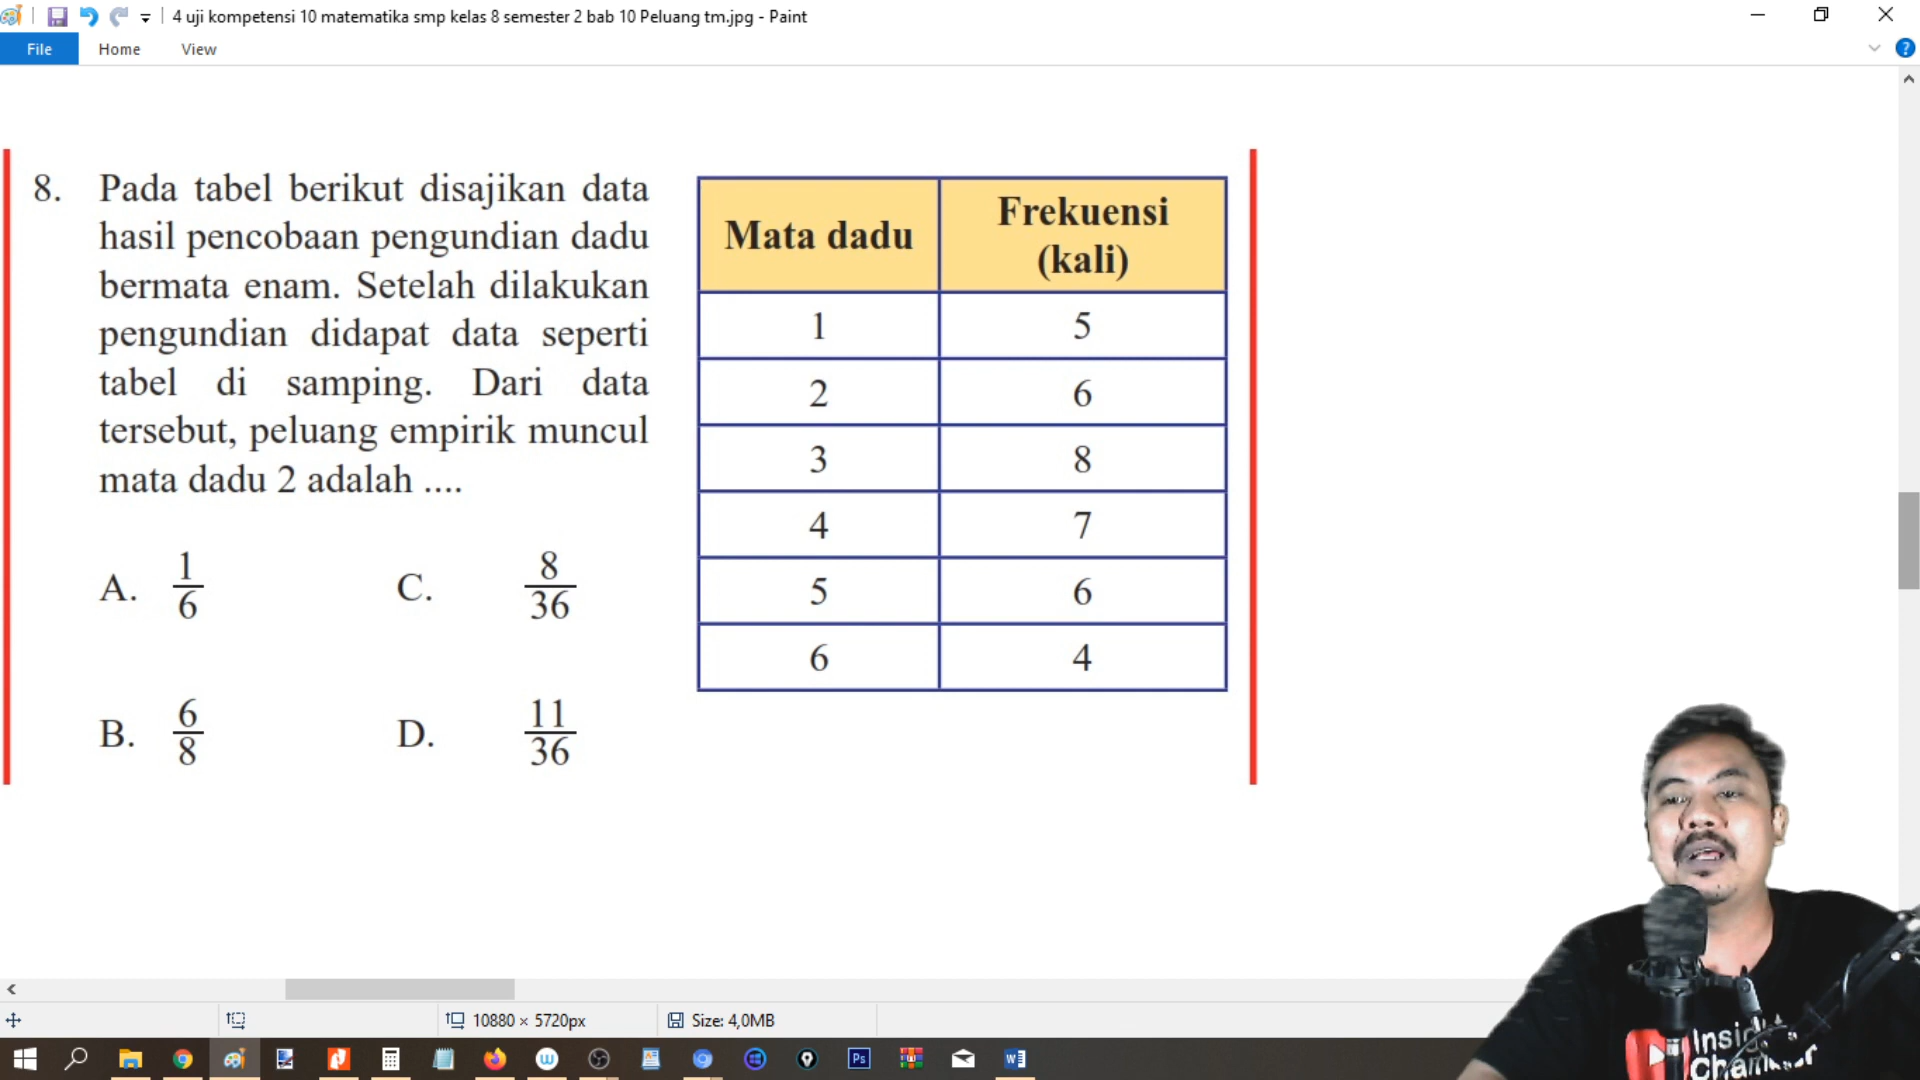 4 uji kompetensi 10 matematika smp kelas 8 semester 2 bab 10 Peluang tm.jpg - Paint
File Home View
8. Pada tabel berikut disajikan data
hasil pencobaan pengundian dadu
bermata enam. Setelah dilakukan
pengundian didapat data seperti
tabel di samping. Dari data
tersebut, peluang empirik muncul
mata dadu 2 adalah ....
A. 1/6
C. 8/36
B. 6/8
D. 11/36
Mata dadu Frekuensi (kali)
1 5
2 6
3 8
4 7
5 6
6 4
10880 × 5720px
Size: 4,0MB
Ps